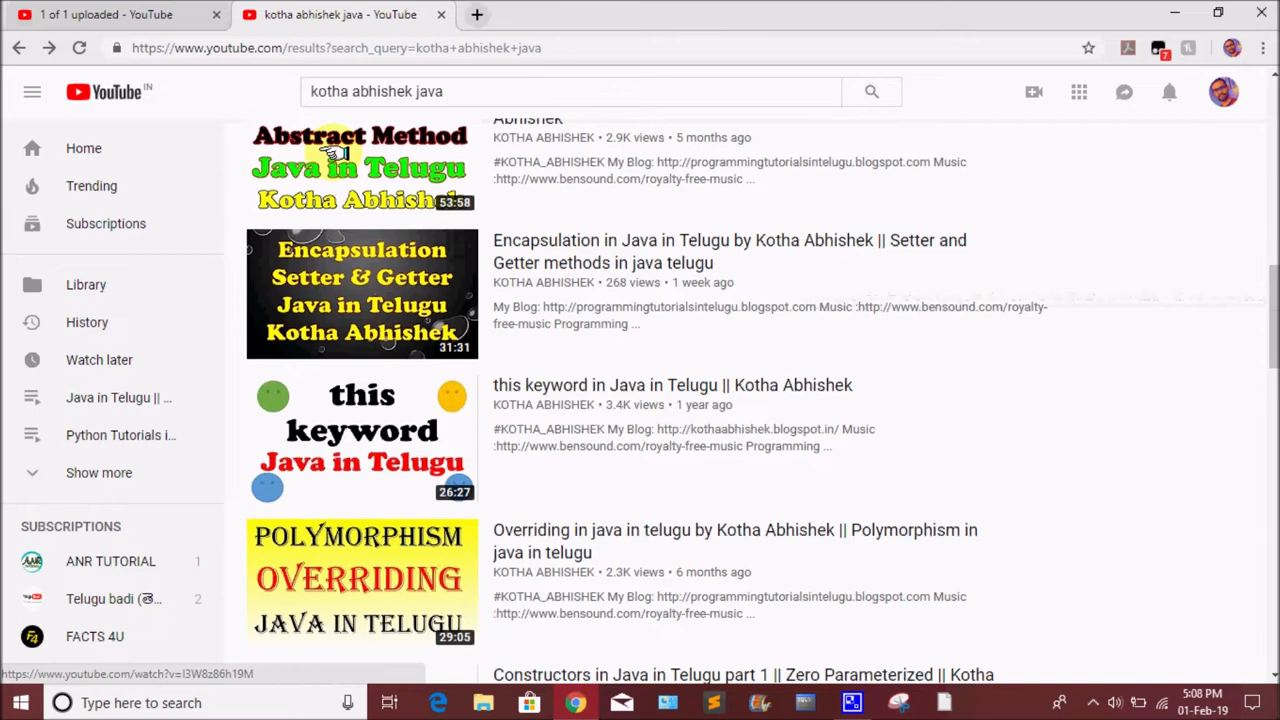 1 of 1 uploaded - YouTube
kotha abhishek java - YouTube
https://www.youtube.com/results?search_query=kotha+abhishek+java
7
YouTube IN
kotha abhishek java
Home
Trending
Subscriptions
Library
History
Watch later
Java in Telugu || ...
Python Tutorials i...
Show more
SUBSCRIPTIONS
ANR TUTORIAL 1
Telugu badi (తె... 2
FACTS 4U
Abstract Method
Java in Telugu
Kotha Abhishek
53:58
Abhishek
KOTHA ABHISHEK • 2.9K views • 5 months ago
#KOTHA_ABHISHEK My Blog: http://programmingtutorialsintelugu.blogspot.com Music
:http://www.bensound.com/royalty-free-music ...
Encapsulation
Setter & Getter
Java in Telugu
Kotha Abhishek
31:31
Encapsulation in Java in Telugu by Kotha Abhishek || Setter and
Getter methods in java telugu
KOTHA ABHISHEK • 268 views • 1 week ago
My Blog: http://programmingtutorialsintelugu.blogspot.com Music :http://www.bensound.com/royalty-
free-music Programming ...
this
keyword
Java in Telugu
26:27
this keyword in Java in Telugu || Kotha Abhishek
KOTHA ABHISHEK • 3.4K views • 1 year ago
#KOTHA_ABHISHEK My Blog: http://kothaabhishek.blogspot.in/ Music
:http://www.bensound.com/royalty-free-music Programming ...
POLYMORPHISM
OVERRIDING
JAVA IN TELUGU
29:05
Overriding in java in telugu by Kotha Abhishek || Polymorphism in
java in telugu
KOTHA ABHISHEK • 2.3K views • 6 months ago
#KOTHA_ABHISHEK My Blog: http://programmingtutorialsintelugu.blogspot.com Music
:http://www.bensound.com/royalty-free-music ...
Constructors in Java in Telugu part 1 || Zero Parameterized || Kotha
https://www.youtube.com/watch?v=I3W8z86h19M
Type here to search
5:08 PM
01-Feb-19